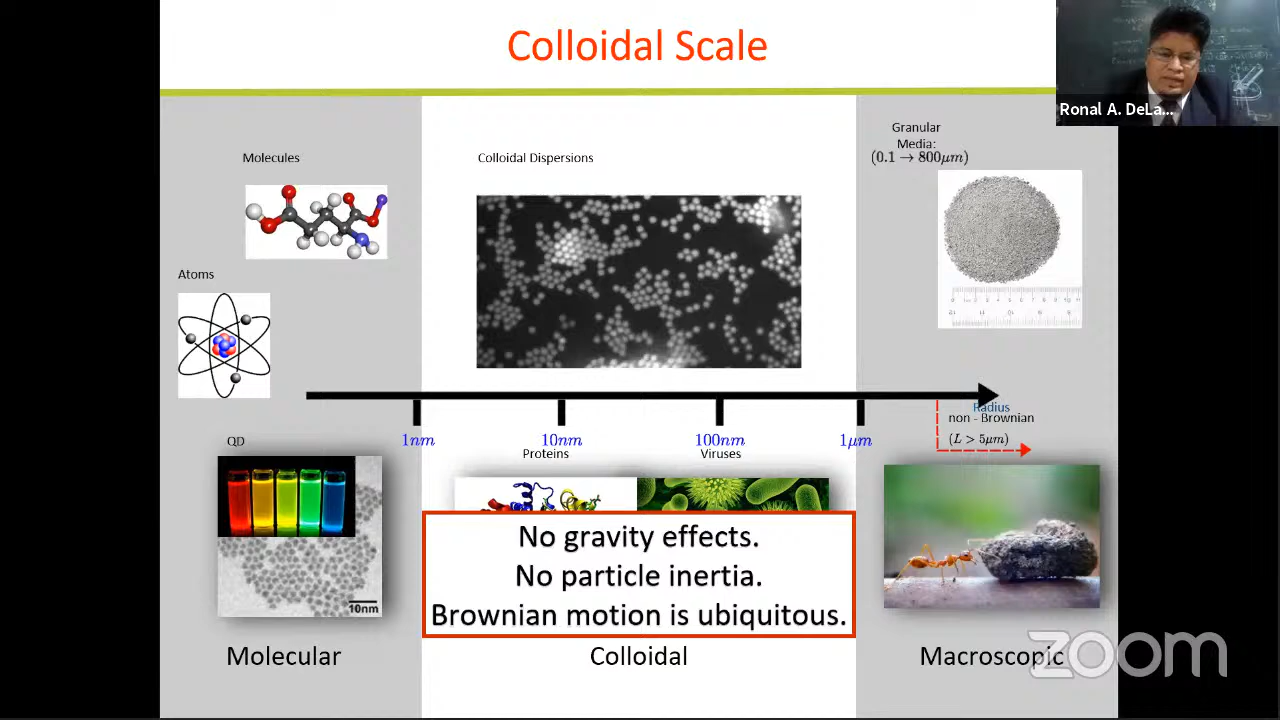 Colloidal Scale
Ronal A. DeLa...
Molecules
Colloidal Dispersions
Granular
Media:
(0.1 → 800μm)
Atoms
Radius
non - Brownian
(L > 5μm)
QD
1nm
10nm
100nm
1μm
Proteins
Viruses
No gravity effects.
No particle inertia.
Brownian motion is ubiquitous.
10nm
Molecular
Colloidal
Macroscopic
zoom